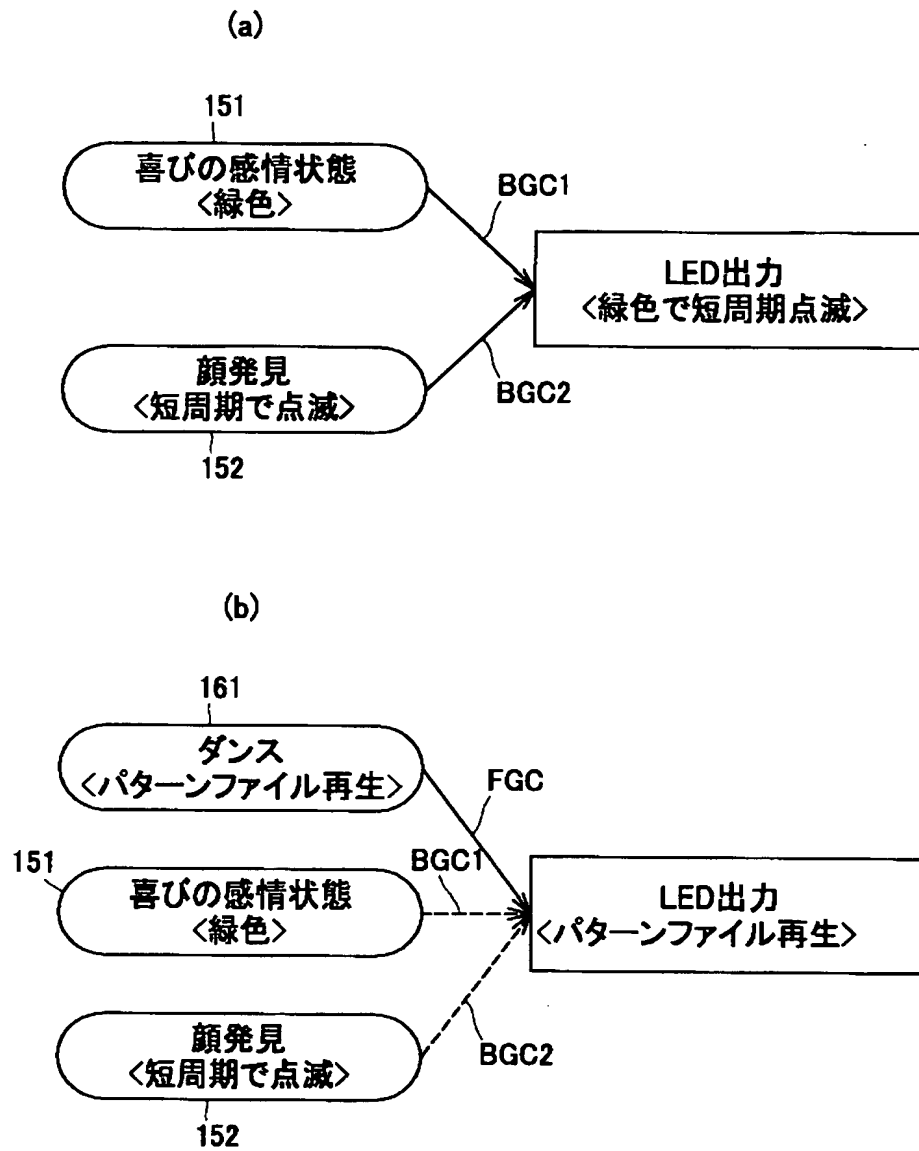 (a)
151
喜びの感情状態
<緑色>
BGC1
LED出力
<緑色で短周期点滅>
顔発見
<短周期で点滅>
BGC2
152
(b)
161
ダンス
<パターンファイル再生>
FGC
151
BGC1
喜びの感情状態
<緑色>
LED出力
<パターンファイル再生>
顔発見
<短周期で点滅>
BGC2
152